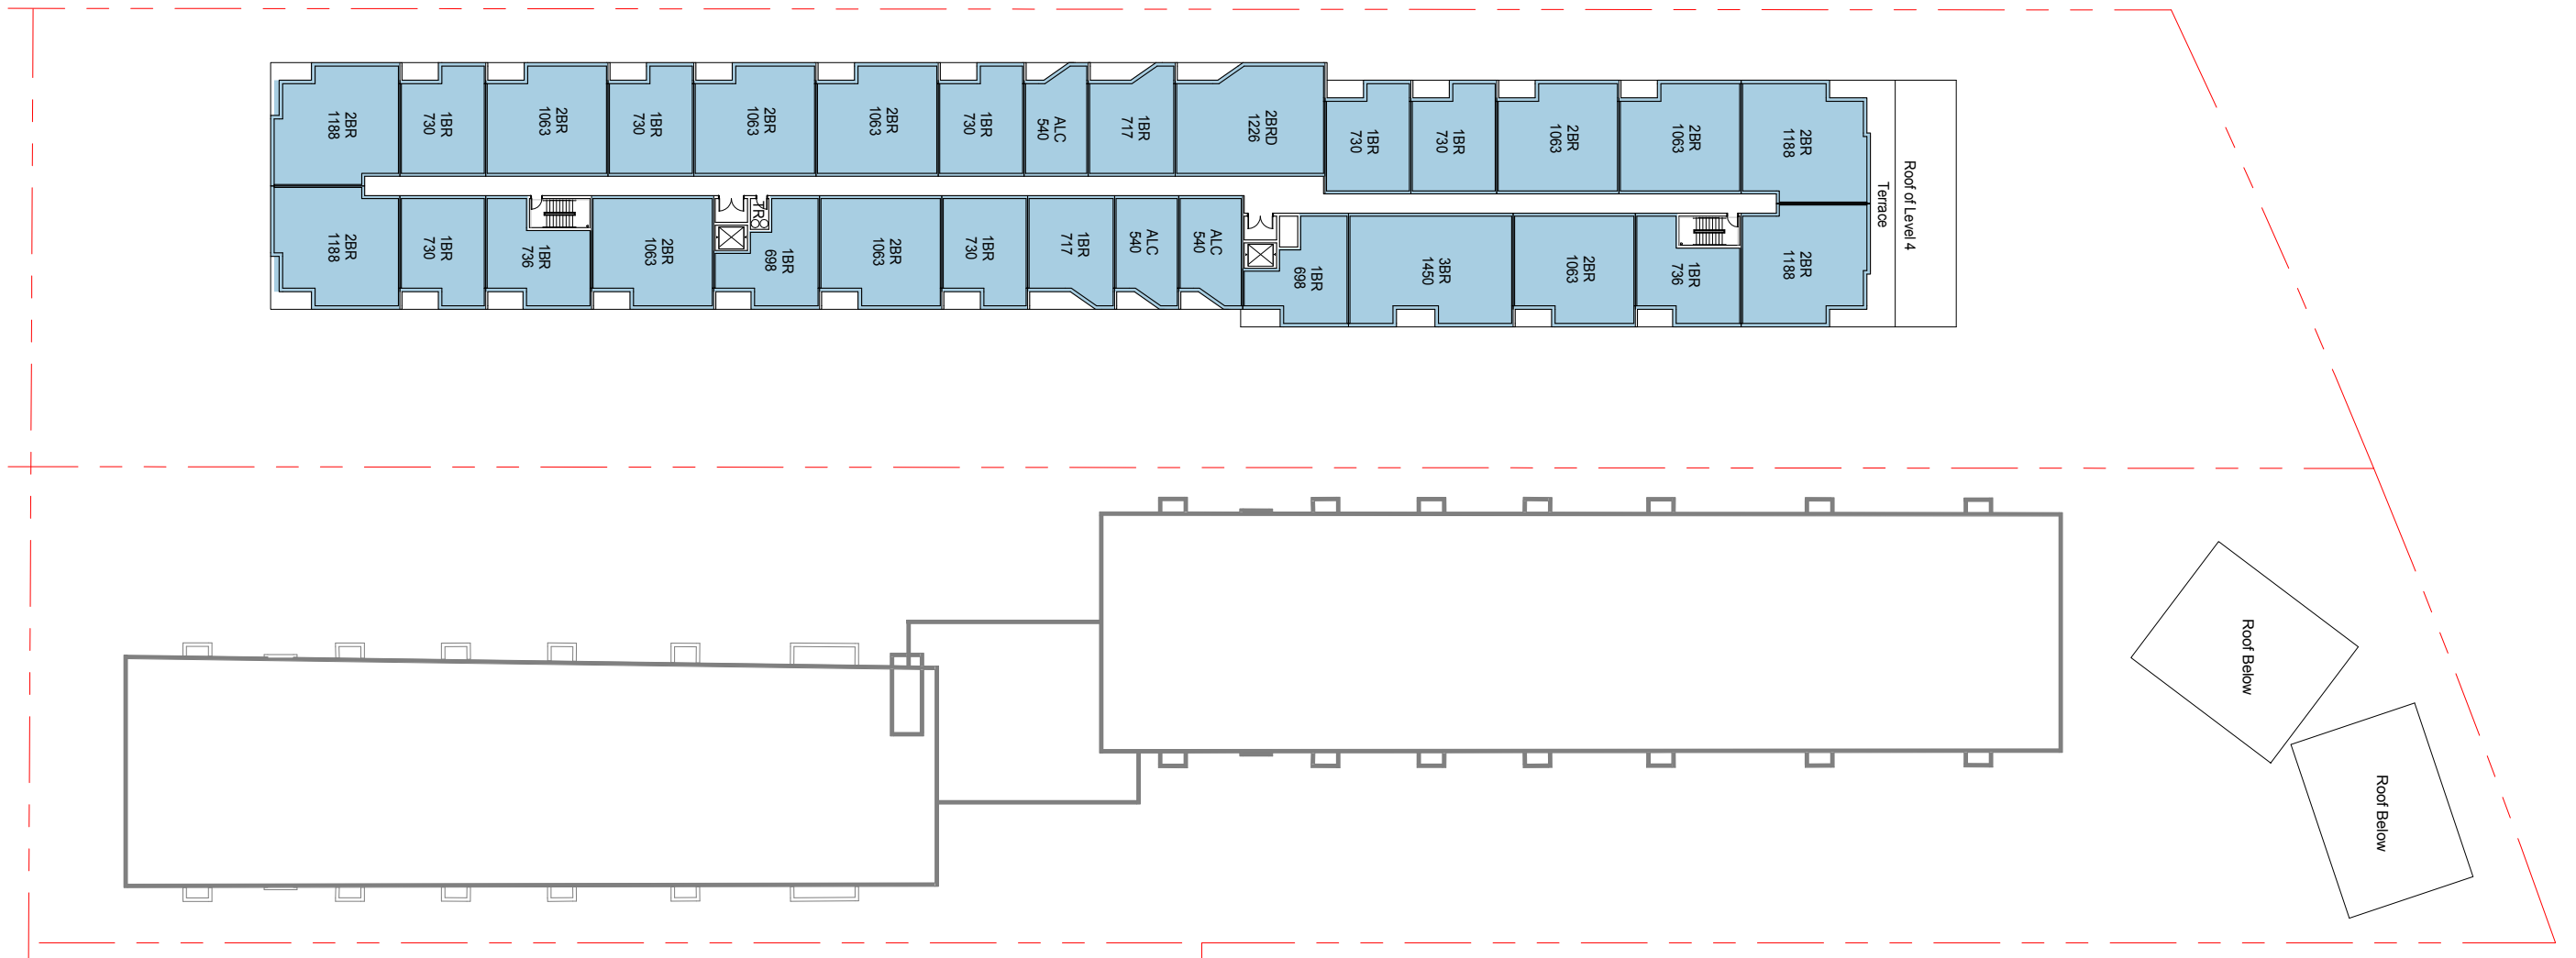 2BR
1188
1BR
730
2BR
1063
1BR
730
2BR
1063
2BR
1063
1BR
730
ALC
540
1BR
717
2BRD
1226
1BR
730
1BR
730
2BR
1063
2BR
1063
2BR
1188
Terrace
Roof of Level 4
2BR
1188
1BR
730
1BR
736
2BR
1063
TR
1BR
698
2BR
1063
1BR
730
1BR
717
ALC
540
ALC
540
1BR
698
3BR
1450
2BR
1063
1BR
736
2BR
1188
Roof Below
Roof Below